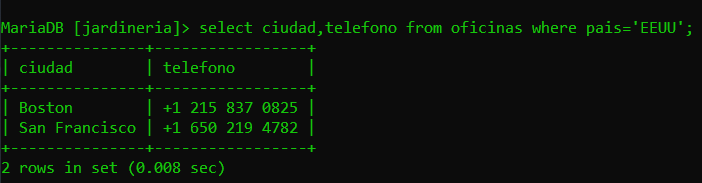 MariaDB [jardineria]> select ciudad,telefono from oficinas where pais='EEUU';
+---------------+-----------------+
| ciudad        | telefono        |
+---------------+-----------------+
| Boston        | +1 215 837 0825 |
| San Francisco | +1 650 219 4782 |
+---------------+-----------------+
2 rows in set (0.008 sec)